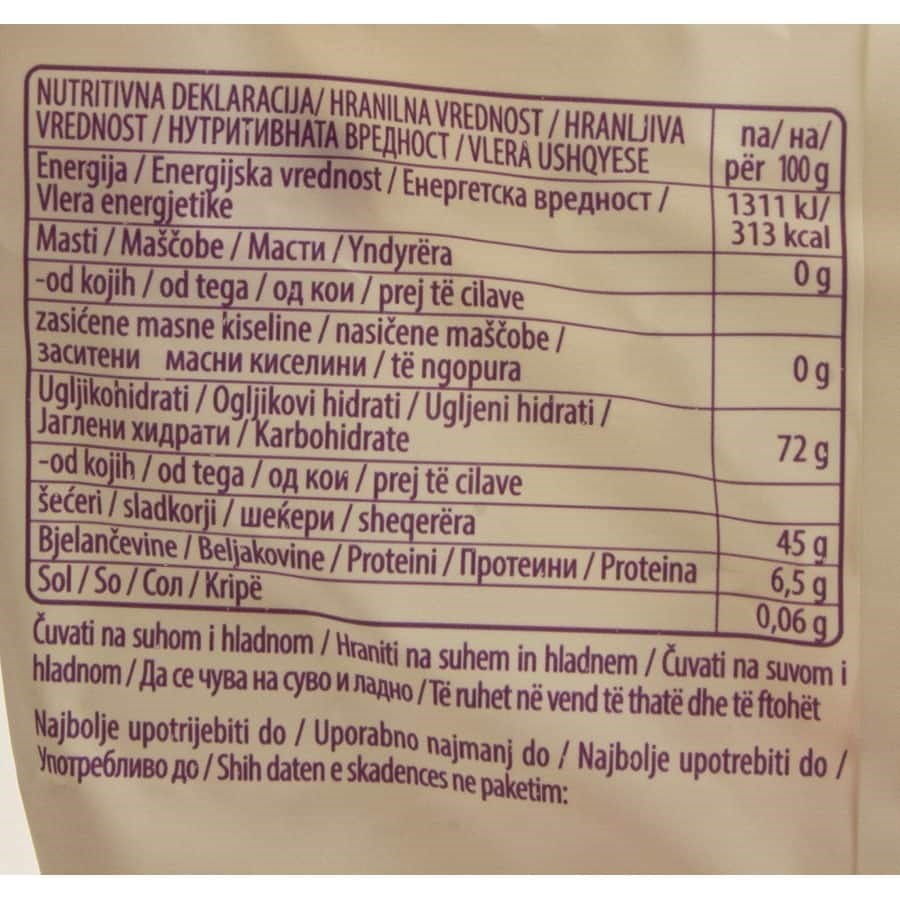 NUTRITIVNA DEKLARACIJA/ HRANILNA VREDNOST / HRANLJIVA
VREDNOST / НУТРИТИВНАТА ВРЕДНОСТ / VLERA USHQYESE
na/ на/
për 100 g
Energija / Energijska vrednost / Енергетска вредност /
Vlera energjetike
1311 kJ/
313 kcal
Masti / Maščobe / Масти / Yndyrëra
0 g
-od kojih / od tega / од кои / prej të cilave
zasićene masne kiseline / nasičene maščobe /
заситени масни киселини / të ngopura
0 g
Ugljikohidrati / Ogljikovi hidrati / Ugljeni hidrati /
Јаглени хидрати / Karbohidrate
72 g
-od kojih / od tega / од кои / prej të cilave
šećeri / sladkorji / шеќери / sheqerëra
45 g
Bjelančevine / Beljakovine / Proteini / Протеини / Proteina
6,5 g
Sol / So / Сол / Kripë
0,06 g
Čuvati na suhom i hladnom / Hraniti na suhem in hladnem / Čuvati na suvom i
hladnom / Да се чува на суво и ладно / Të ruhet në vend të thatë dhe të ftohët
Najbolje upotrijebiti do / Uporabno najmanj do / Najbolje upotrebiti do /
Употребливо до / Shih daten e skadences ne paketim: